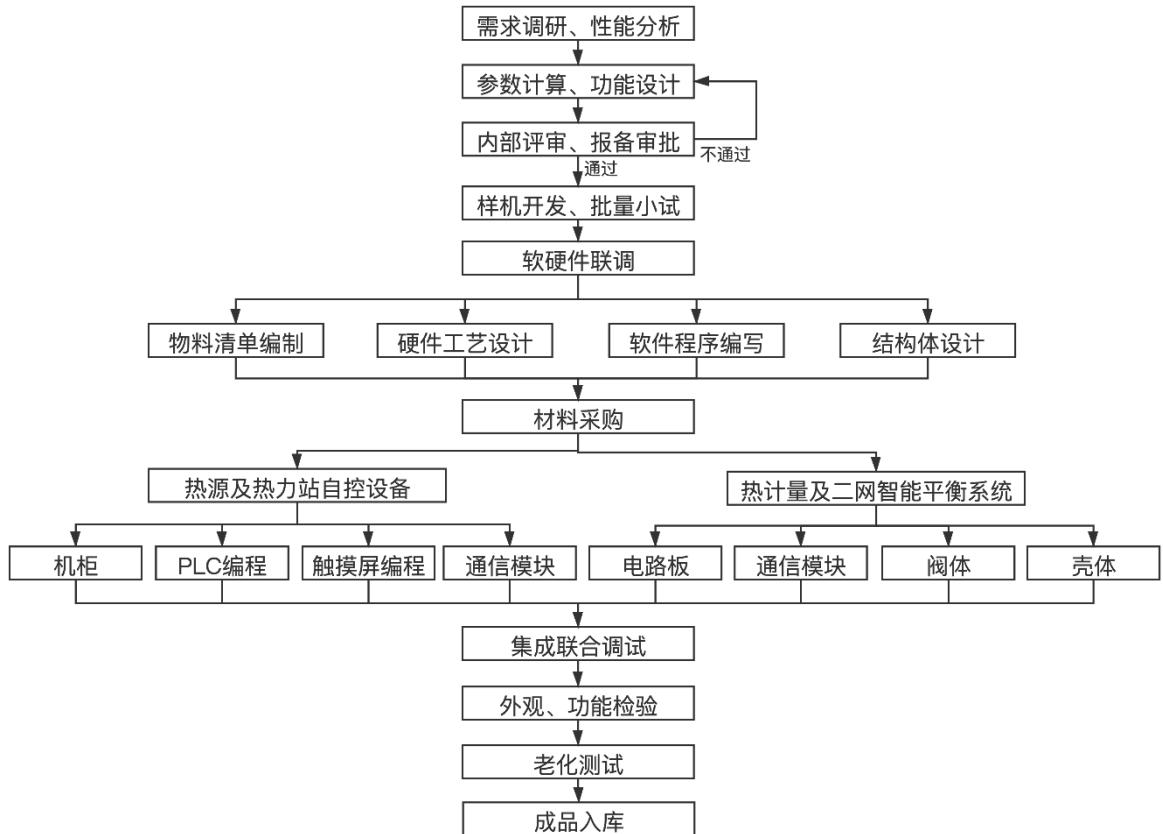 需求调研、性能分析
参数计算、功能设计
内部评审、报备审批
不通过
通过
样机开发、批量小试
软硬件联调
物料清单编制
硬件工艺设计
软件程序编写
结构体设计
材料采购
热源及热力站自控设备
热计量及二网智能平衡系统
机柜
PLC编程
触摸屏编程
通信模块
电路板
通信模块
阀体
壳体
集成联合调试
外观、功能检验
老化测试
成品入库